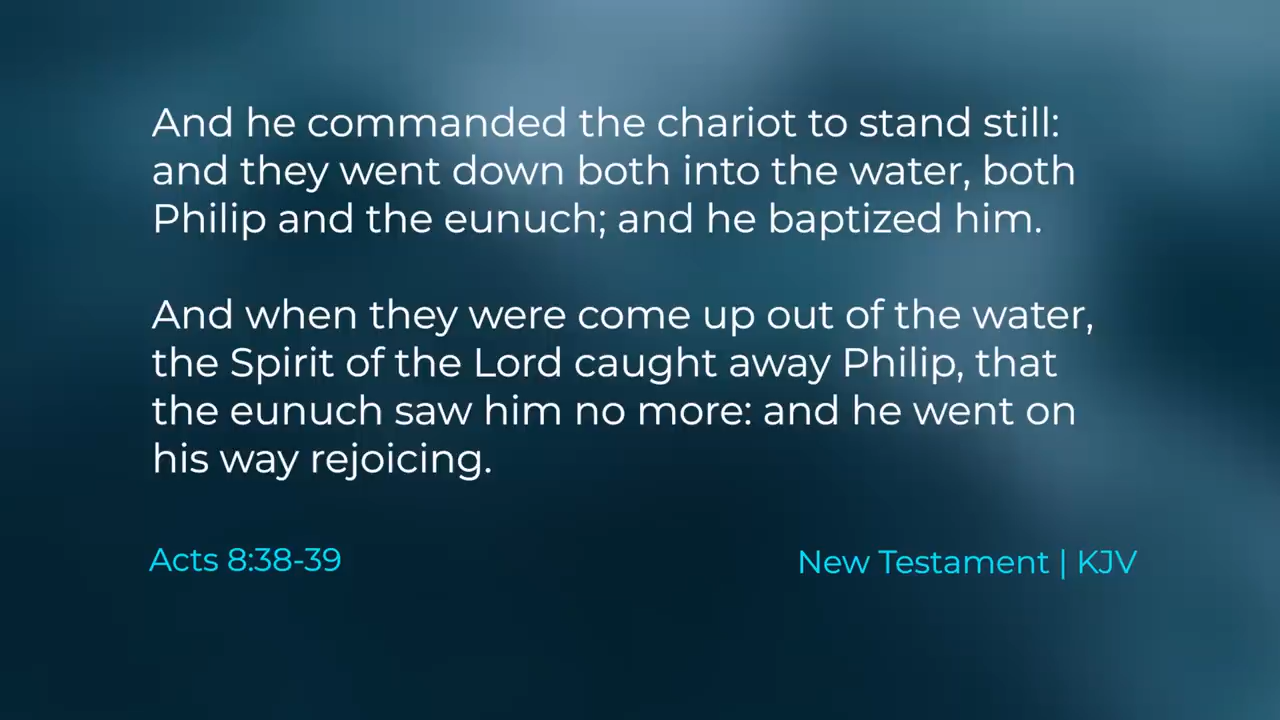 And he commanded the chariot to stand still:
and they went down both into the water, both
Philip and the eunuch; and he baptized him.
And when they were come up out of the water,
the Spirit of the Lord caught away Philip, that
the eunuch saw him no more: and he went on
his way rejoicing.
Acts 8:38-39
New Testament | KJV